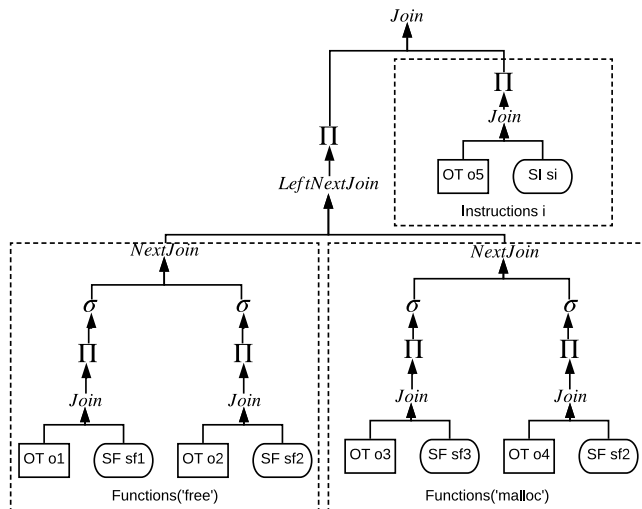 Join
Π
Join
OT o5 SI si
Instructions i
Π
LeftNextJoin
NextJoin NextJoin
σ σ σ σ
Π Π Π Π
Join Join Join Join
OT o1 SF sf1 OT o2 SF sf2 OT o3 SF sf3 OT o4 SF sf2
Functions('free') Functions('malloc')